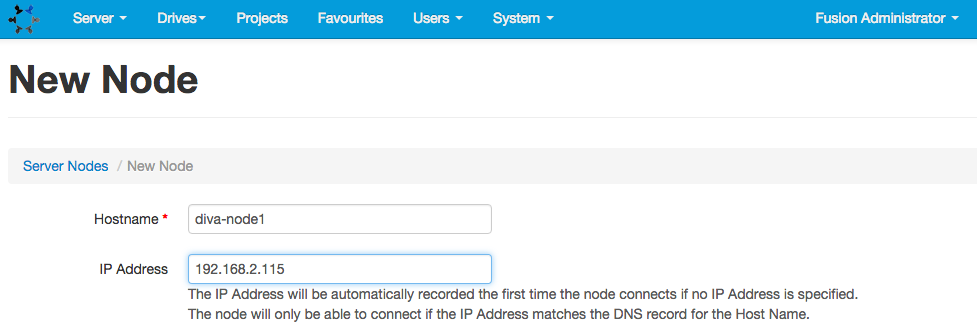 Server Drives Projects Favourites Users System Fusion Administrator
New Node
Server Nodes / New Node
Hostname * diva-node1
IP Address 192.168.2.115
The IP Address will be automatically recorded the first time the node connects if no IP Address is specified.
The node will only be able to connect if the IP Address matches the DNS record for the Host Name.